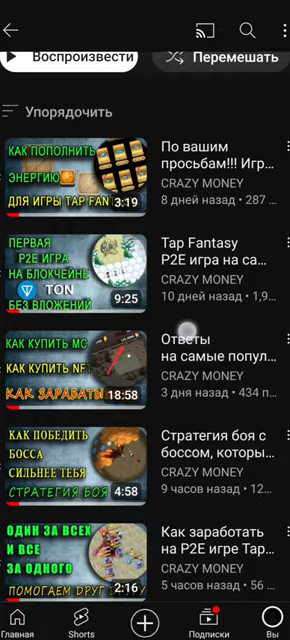 Воспроизвести
Перемешать
Упорядочить
КАК ПОПОЛНИТЬ
ЭНЕРГИЮ
ДЛЯ ИГРЫ TAP FAN
3:19
По вашим
просьбам!!! Игр...
CRAZY MONEY
8 дней назад • 287 ...
ПЕРВАЯ
P2E ИГРА
НА БЛОКЧЕЙНЕ
TON
БЕЗ ВЛОЖЕНИЙ
9:25
Tap Fantasy
P2E игра на са...
CRAZY MONEY
10 дней назад • 1,9...
КАК КУПИТЬ MC
КАК КУПИТЬ NFT
КАК ЗАРАБАТЫ
18:58
Ответы
на самые попул...
CRAZY MONEY
3 дня назад • 434 п...
КАК ПОБЕДИТЬ
БОССА
СИЛЬНЕЕ ТЕБЯ
СТРАТЕГИЯ БОЯ
4:58
Стратегия боя с
боссом, которы...
CRAZY MONEY
9 часов назад • 12...
ОДИН ЗА ВСЕХ
И ВСЕ
ЗА ОДНОГО
ПОМОГАЕМ ДРУГ
2:16
Как заработать
на P2E игре Tap...
CRAZY MONEY
5 часов назад • 56 ...
Главная
Shorts
Подписки
Вы